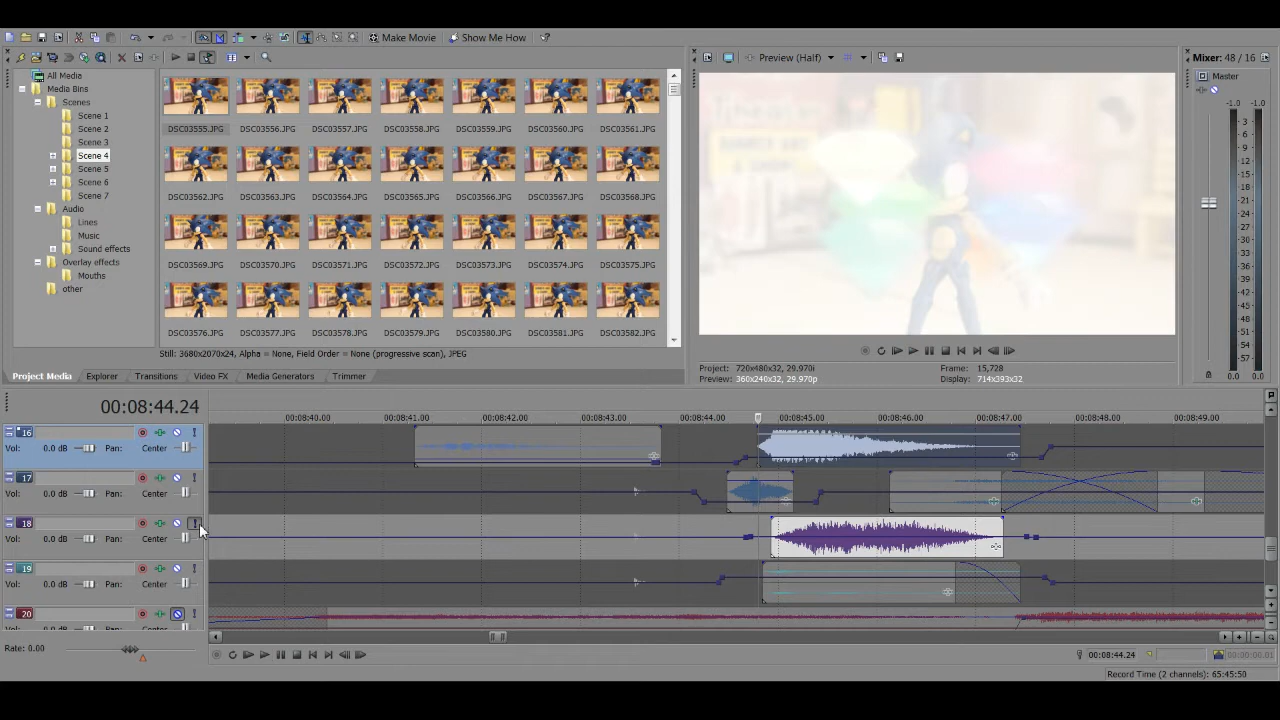 Make Movie
Show Me How
Preview (Half)
Mixer: 48 / 16
Master
-1.0 -1.0
3
6
9
12
15
18
21
24
27
30
33
36
39
42
45
48
51
54
57
0.0 0.0
All Media
Media Bins
Scenes
Scene 1
Scene 2
Scene 3
Scene 4
Scene 5
Scene 6
Scene 7
Audio
Lines
Music
Sound effects
Overlay effects
Mouths
other
DSC03555.JPG DSC03556.JPG DSC03557.JPG DSC03558.JPG DSC03559.JPG DSC03560.JPG DSC03561.JPG
DSC03562.JPG DSC03563.JPG DSC03564.JPG DSC03565.JPG DSC03566.JPG DSC03567.JPG DSC03568.JPG
DSC03569.JPG DSC03570.JPG DSC03571.JPG DSC03572.JPG DSC03573.JPG DSC03574.JPG DSC03575.JPG
DSC03576.JPG DSC03577.JPG DSC03578.JPG DSC03579.JPG DSC03580.JPG DSC03581.JPG DSC03582.JPG
Still: 3680x2070x24, Alpha = None, Field Order = None (progressive scan), JPEG
Project Media Explorer Transitions Video FX Media Generators Trimmer
Project: 720x480x32, 29.970i
Preview: 360x240x32, 29.970p
Frame: 15,728
Display: 714x393x32
00:08:44.24
00:08:40.00 00:08:41.00 00:08:42.00 00:08:43.00 00:08:44.00 00:08:45.00 00:08:46.00 00:08:47.00 00:08:48.00 00:08:49.00
16
Vol: 0.0 dB Pan: Center
17
Vol: 0.0 dB Pan: Center
18
Vol: 0.0 dB Pan: Center
19
Vol: 0.0 dB Pan: Center
20
Vol: 0.0 dB Pan: Center
Rate: 0.00
00:08:44.24
00:00:00.01
Record Time (2 channels): 65:45:50